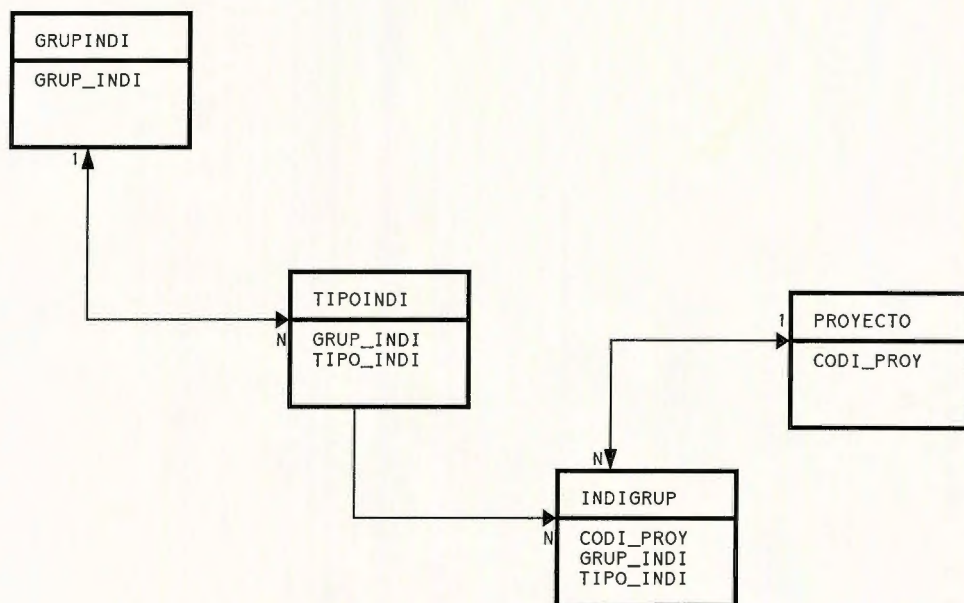 GRUPINDI
GRUP_INDI
1
TIPOINDI
N
GRUP_INDI
TIPO_INDI
1
PROYECTO
CODI_PROY
N
INDIGRUP
N
CODI_PROY
GRUP_INDI
TIPO_INDI